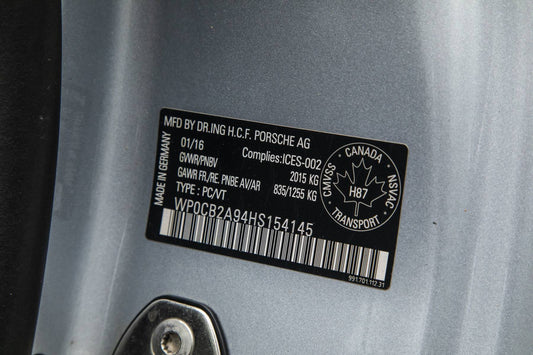 MFD BY DR.ING H.C.F. PORSCHE AG
MADE IN GERMANY
01/16 Complies:ICES-002
GVWR/PNBV 2015 KG
GAWR FR/RE. PNBE AV/AR 835/1255 KG
TYPE : PC/VT
WP0CB2A94HS154145
CANADA
CMVSS
NSVAC
H87
TRANSPORT
991.701.112.31